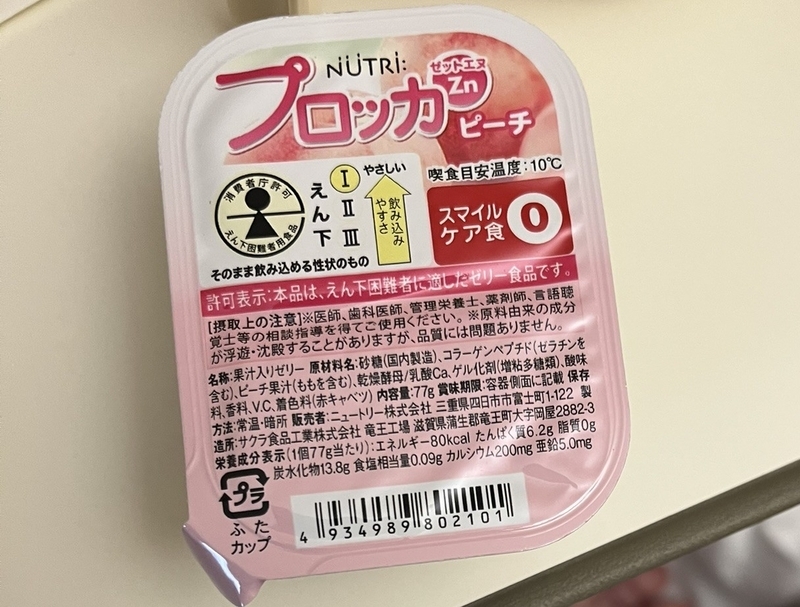 NUTRI:
プロッカ
ゼットエヌ
Zn
ピーチ
喫食目安温度:10℃
消費者庁許可
えん下困難者用食品
えん下
I
II
III
やさしい
飲み込みやすさ
そのまま飲み込める性状のもの
スマイル
ケア食
0
許可表示:本品は、えん下困難者に適したゼリー食品です。
[摂取上の注意]※医師、歯科医師、管理栄養士、薬剤師、言語聴
覚士等の相談指導を得てご使用ください。※原料由来の成分
が浮遊・沈殿することがありますが、品質には問題ありません。
名称:果汁入りゼリー 原材料名:砂糖(国内製造)、コラーゲンペプチド(ゼラチンを
含む)、ピーチ果汁(ももを含む)、乾燥酵母/乳酸Ca、ゲル化剤(増粘多糖類)、酸味
料、香料、V.C、着色料(赤キャベツ) 内容量:77g 賞味期限:容器側面に記載 保存
方法:常温・暗所 販売者:ニュートリー株式会社 三重県四日市市富士町1-122 製
造所:サクラ食品工業株式会社 竜王工場 滋賀県蒲生郡竜王町大字岡屋2882-3
栄養成分表示(1個77g当たり):エネルギー80kcal たんぱく質6.2g 脂質0g
炭水化物13.8g 食塩相当量0.09g カルシウム200mg 亜鉛5.0mg
プラ
ふた
カップ
4 934989 802101